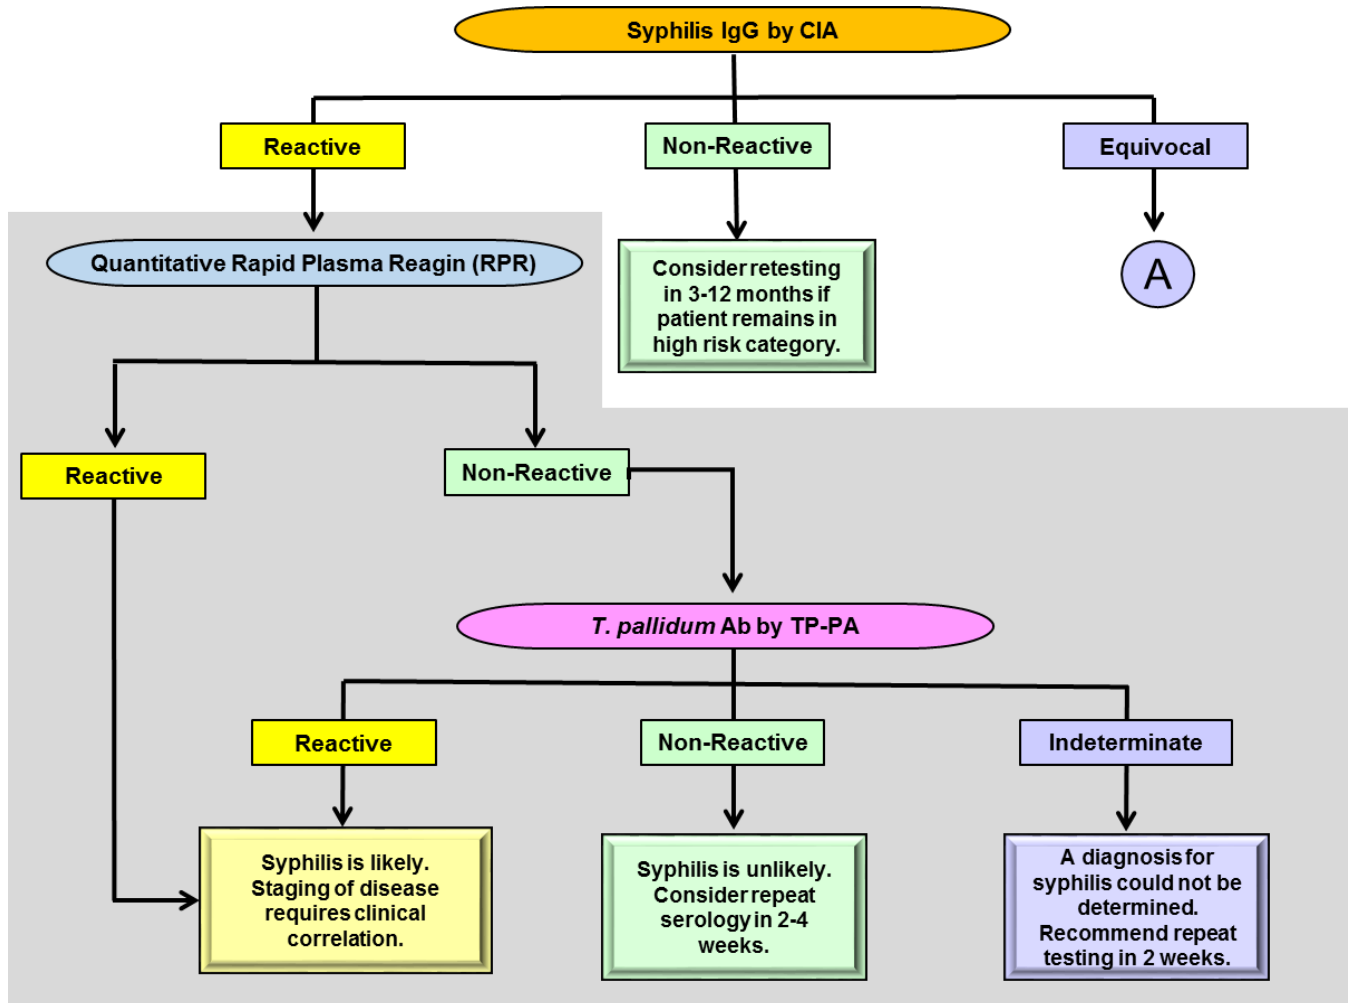 Syphilis IgG by CIA
Reactive
Non-Reactive
Equivocal
Quantitative Rapid Plasma Reagin (RPR)
Consider retesting
in 3-12 months if
patient remains in
high risk category.
A
Reactive
Non-Reactive
T. pallidum Ab by TP-PA
Reactive
Non-Reactive
Indeterminate
Syphilis is likely.
Staging of disease
requires clinical
correlation.
Syphilis is unlikely.
Consider repeat
serology in 2-4
weeks.
A diagnosis for
syphilis could not be
determined.
Recommend repeat
testing in 2 weeks.